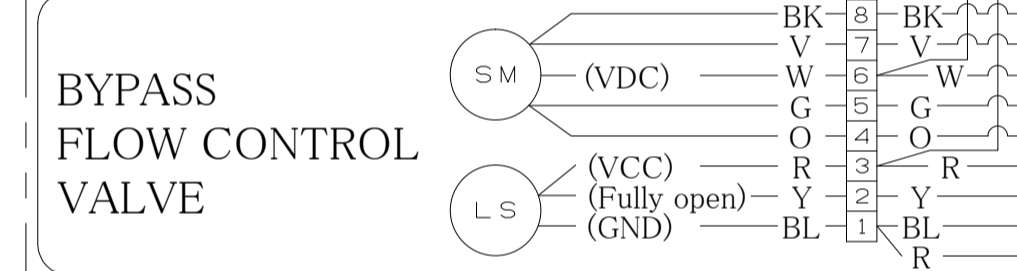 BK 8 BK
V 7 V
SM (VDC) W 6 W
BYPASS
G 5 G
FLOW CONTROL
O 4 O
(VCC) R 3 R
VALVE
(Fully open) Y 2 Y
LS
(GND) BL 1 BL
R